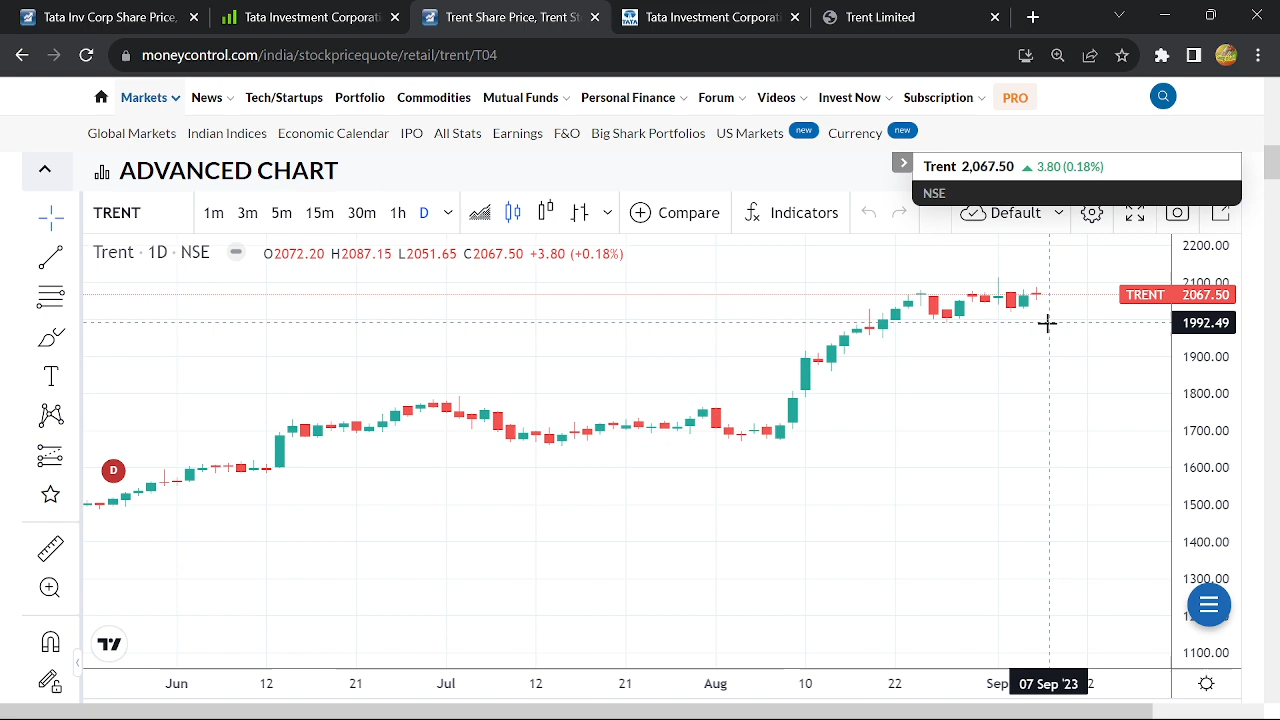 Tata Inv Corp Share Price,
Tata Investment Corporati
Trent Share Price, Trent St
TATA
Tata Investment Corporati
Trent Limited
moneycontrol.com/india/stockpricequote/retail/trent/T04
Markets News Tech/Startups Portfolio Commodities Mutual Funds Personal Finance Forum Videos Invest Now Subscription PRO
Global Markets Indian Indices Economic Calendar IPO All Stats Earnings F&O Big Shark Portfolios US Markets new Currency new
ADVANCED CHART
Trent 2,067.50 3.80 (0.18%)
NSE
TRENT 1m 3m 5m 15m 30m 1h D Compare Indicators Default
Trent · 1D · NSE O2072.20 H2087.15 L2051.65 C2067.50 +3.80 (+0.18%)
2200.00
2100.00
TRENT 2067.50
1992.49
1900.00
1800.00
1700.00
1600.00
1500.00
1400.00
1300.00
1100.00
D
Jun 12 21 Jul 12 21 Aug 10 22 Sep 07 Sep '23 2